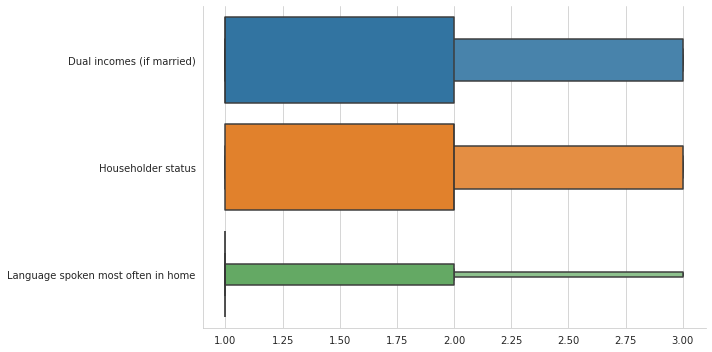 Dual incomes (if married)
Householder status
Language spoken most often in home
1.00 1.25 1.50 1.75 2.00 2.25 2.50 2.75 3.00